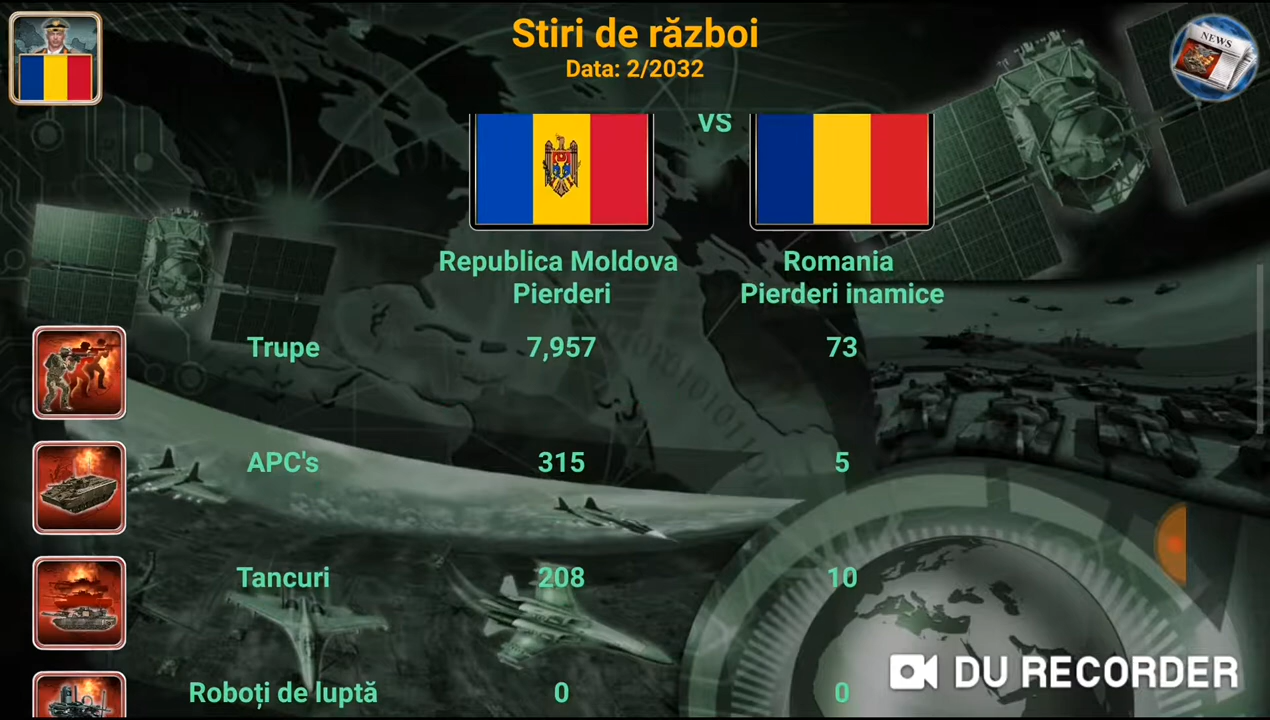 Stiri de război
Data: 2/2032
NEWS
VS
Republica Moldova
Pierderi
Romania
Pierderi inamice
Trupe 7,957 73
APC's 315 5
Tancuri 208 10
Roboți de luptă 0 0
DU RECORDER